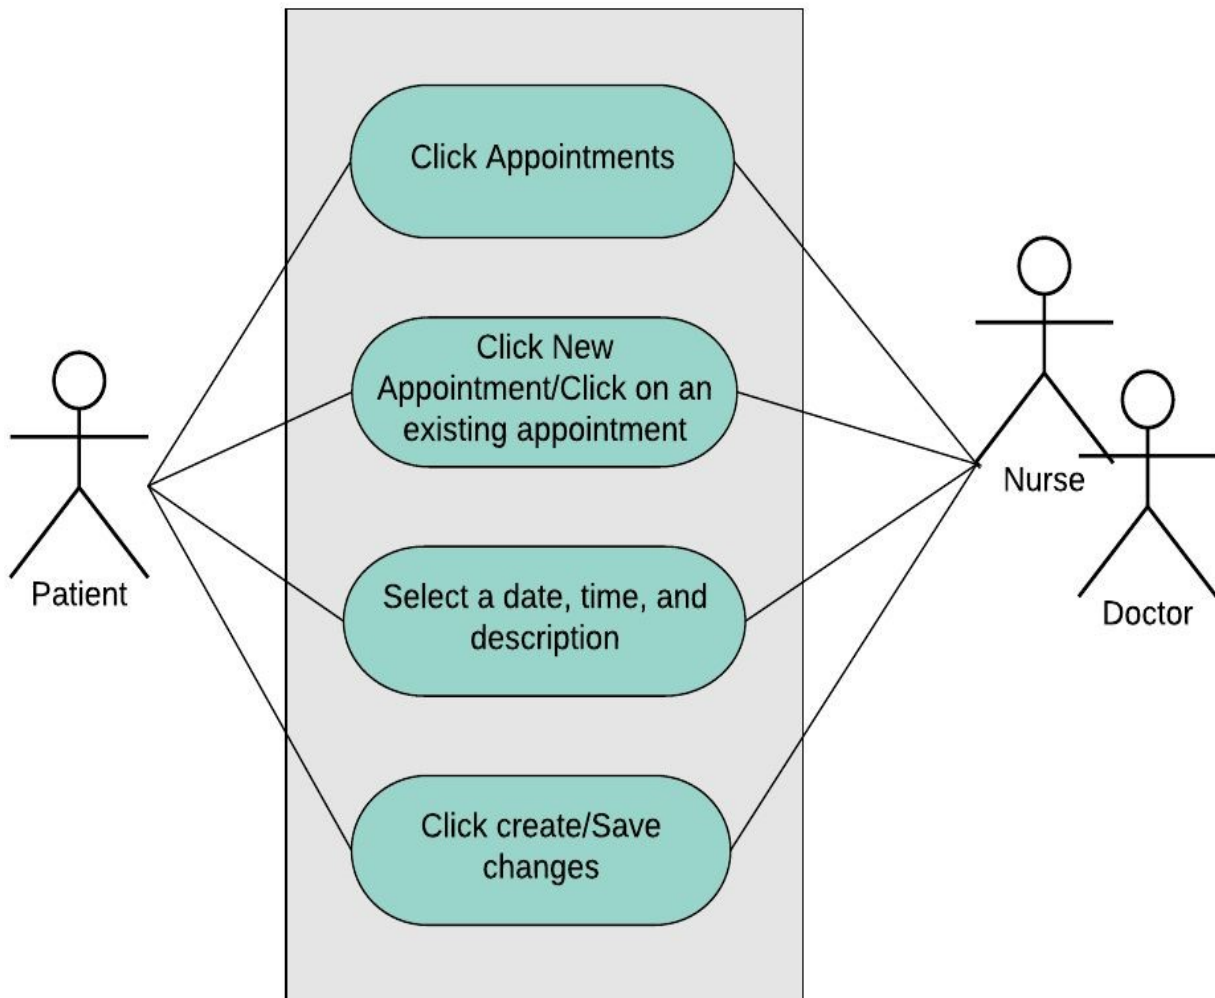 Click Appointments
Click New
Appointment/Click on an
existing appointment
Nurse
Patient
Select a date, time, and
description
Doctor
Click create/Save
changes